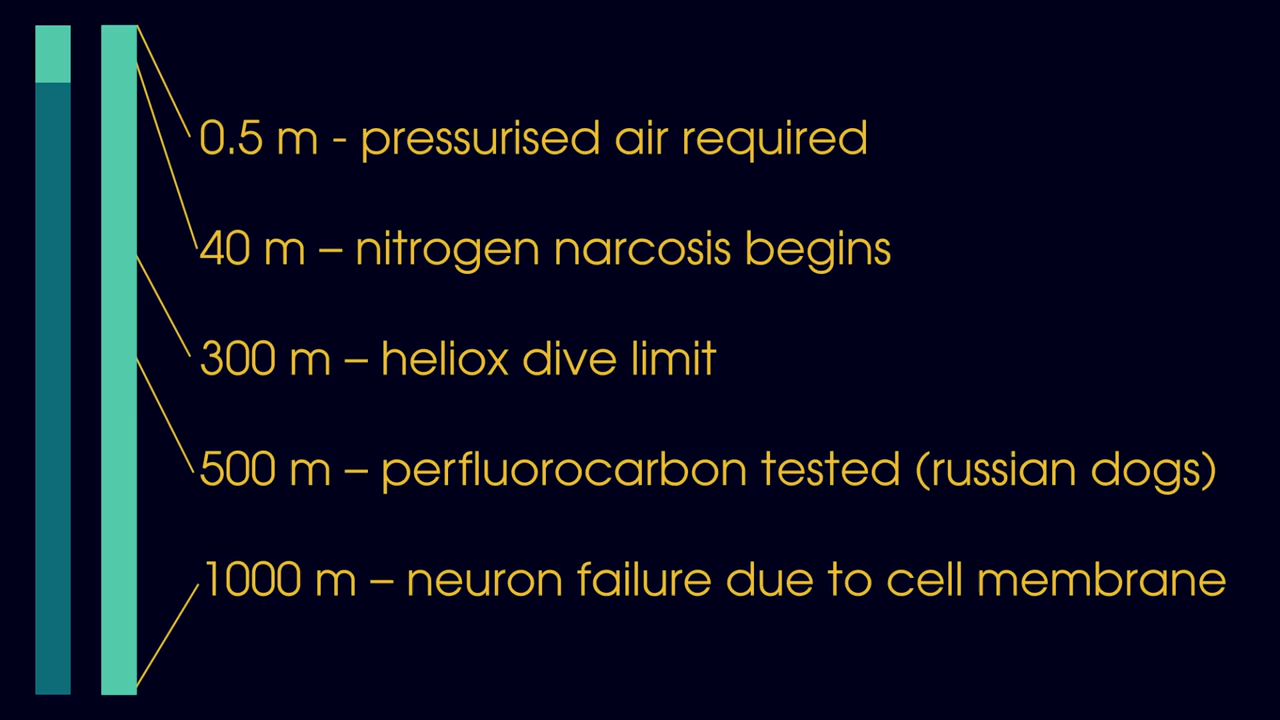 0.5 m - pressurised air required
40 m – nitrogen narcosis begins
300 m – heliox dive limit
500 m – perfluorocarbon tested (russian dogs)
1000 m – neuron failure due to cell membrane